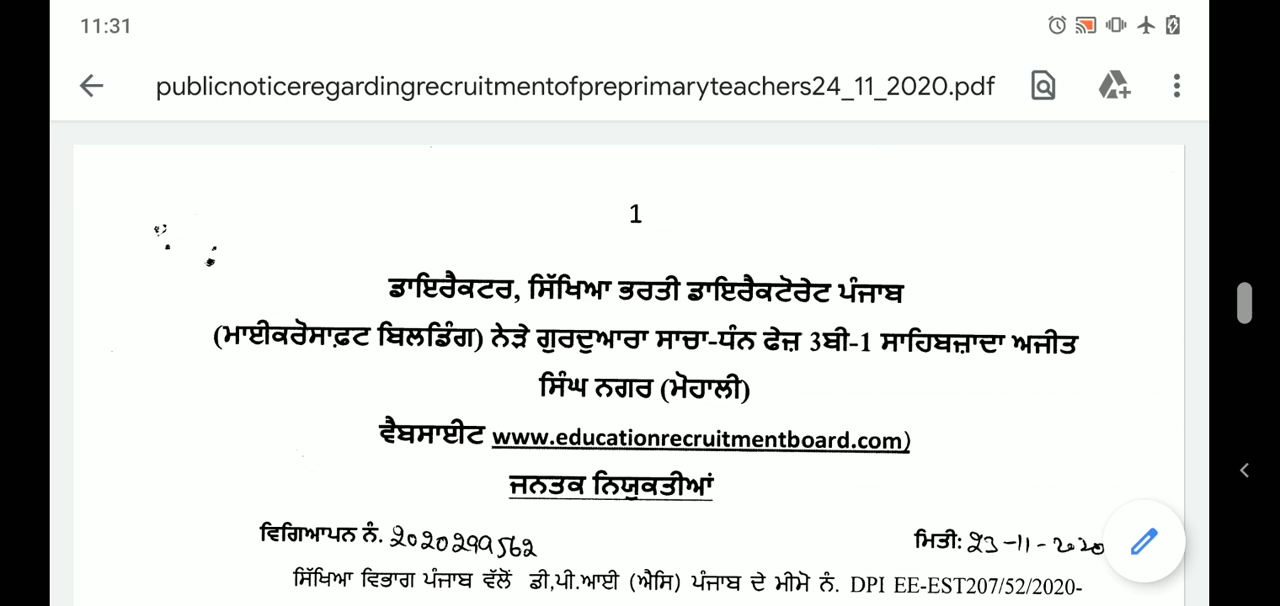 11:31
publicnoticeregardingrecruitmentofpreprimaryteachers24_11_2020.pdf
1
ਡਾਇਰੈਕਟਰ, ਸਿੱਖਿਆ ਭਰਤੀ ਡਾਇਰੈਕਟੋਰੇਟ ਪੰਜਾਬ
(ਮਾਈਕਰੋਸਾਫ਼ਟ ਬਿਲਡਿੰਗ) ਨੇੜੇ ਗੁਰਦੁਆਰਾ ਸਾਚਾ-ਧੰਨ ਫੇਜ਼ 3ਬੀ-1 ਸਾਹਿਬਜ਼ਾਦਾ ਅਜੀਤ
ਸਿੰਘ ਨਗਰ (ਮੋਹਾਲੀ)
ਵੈਬਸਾਈਟ www.educationrecruitmentboard.com)
ਜਨਤਕ ਨਿਯੁਕਤੀਆਂ
ਵਿਗਿਆਪਨ ਨੰ. 2020299562 ਮਿਤੀ: 23-11-2020
ਸਿੱਖਿਆ ਵਿਭਾਗ ਪੰਜਾਬ ਵੱਲੋਂ ਡੀ,ਪੀ.ਆਈ (ਐਸਿ) ਪੰਜਾਬ ਦੇ ਮੀਮੋ ਨੰ. DPI EE-EST207/52/2020-